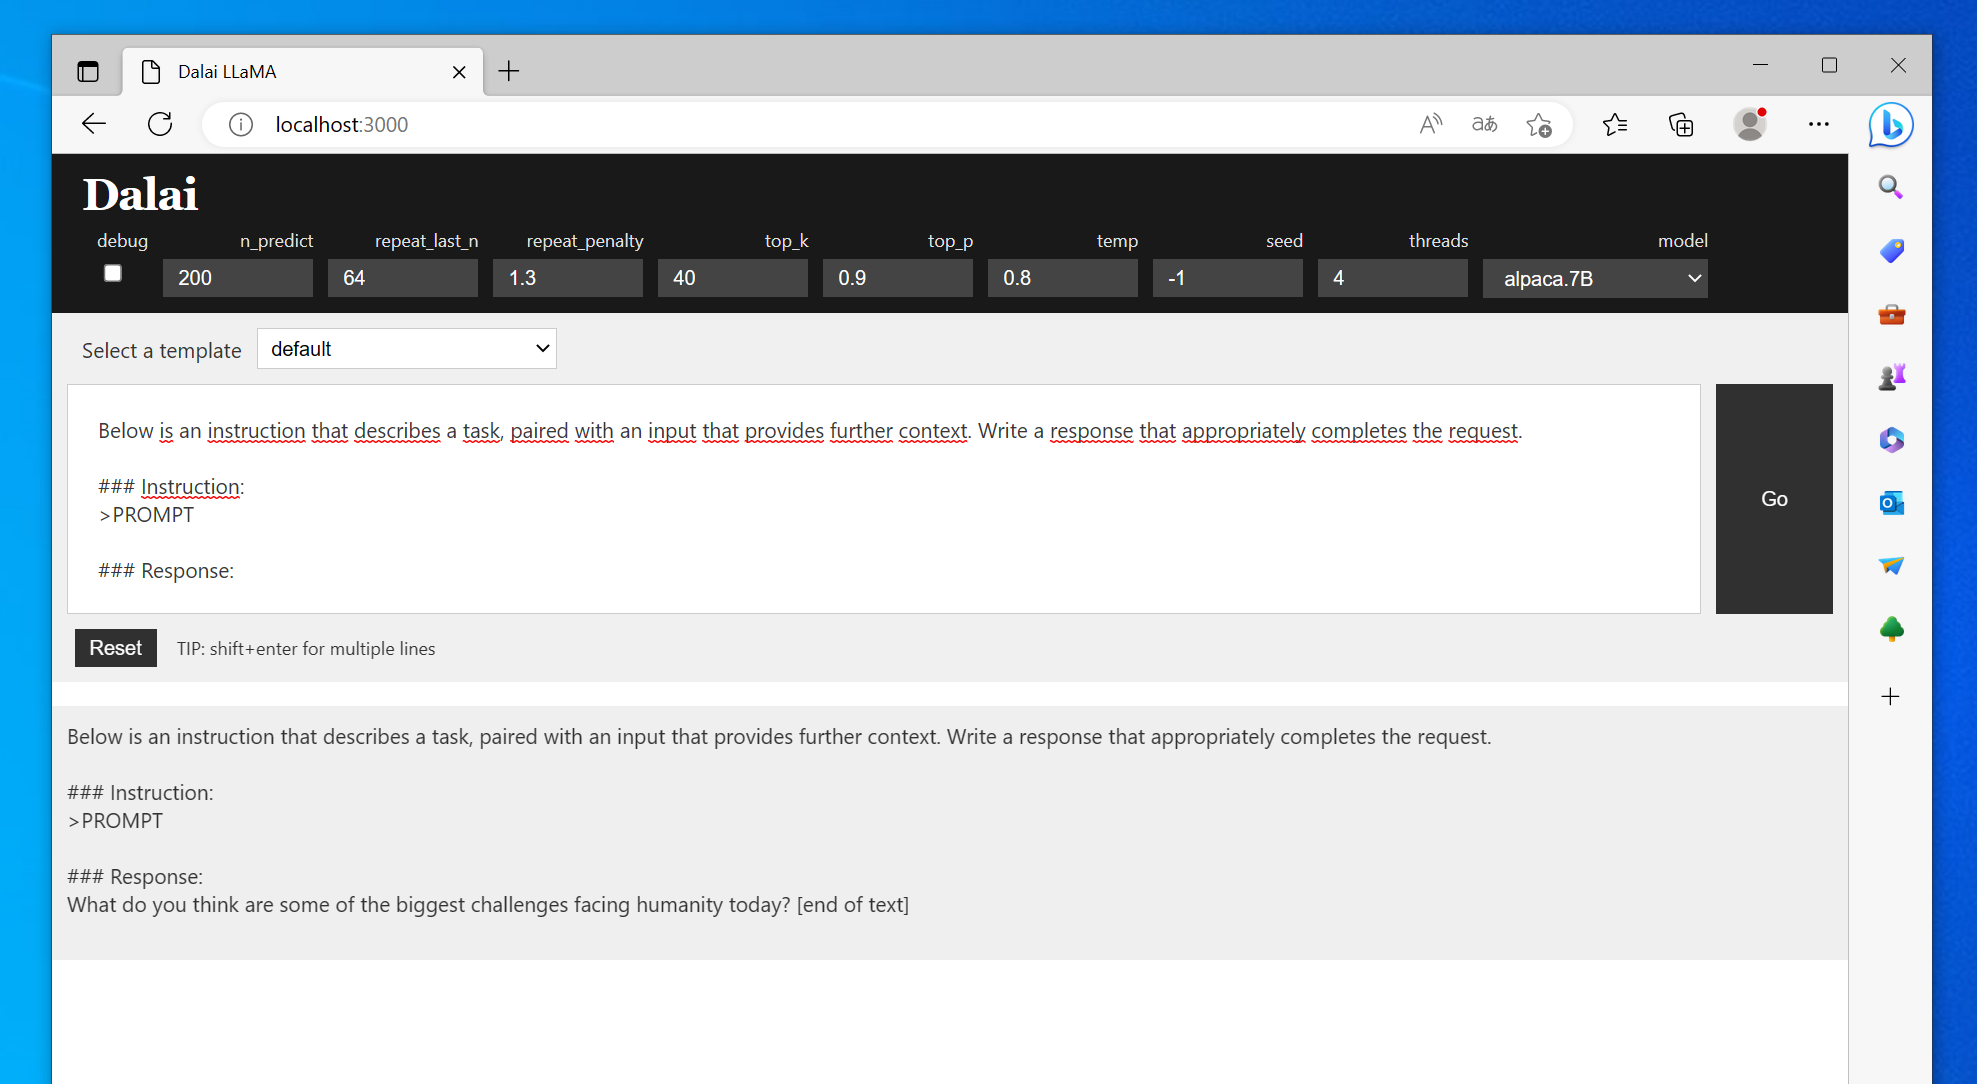 Dalai LLaMA
localhost:3000
Aあ
Dalai
debug n_predict repeat_last_n repeat_penalty top_k top_p temp seed threads model
200 64 1.3 40 0.9 0.8 -1 4 alpaca.7B
Select a template default
Below is an instruction that describes a task, paired with an input that provides further context. Write a response that appropriately completes the request.
### Instruction:
>PROMPT
### Response:
Go
Reset TIP: shift+enter for multiple lines
Below is an instruction that describes a task, paired with an input that provides further context. Write a response that appropriately completes the request.
### Instruction:
>PROMPT
### Response:
What do you think are some of the biggest challenges facing humanity today? [end of text]